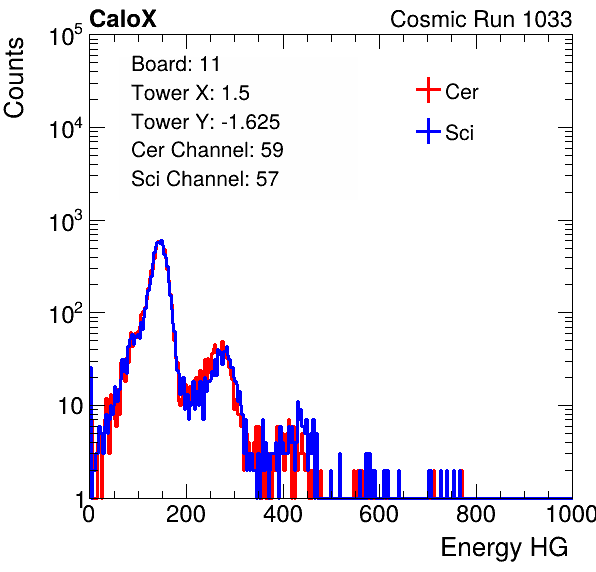 CaloX Cosmic Run 1033
Counts
Board: 11
Tower X: 1.5
Tower Y: -1.625
Cer Channel: 59
Sci Channel: 57
Cer
Sci
10^5
10^4
10^3
10^2
10
1
0 200 400 600 800 1000
Energy HG